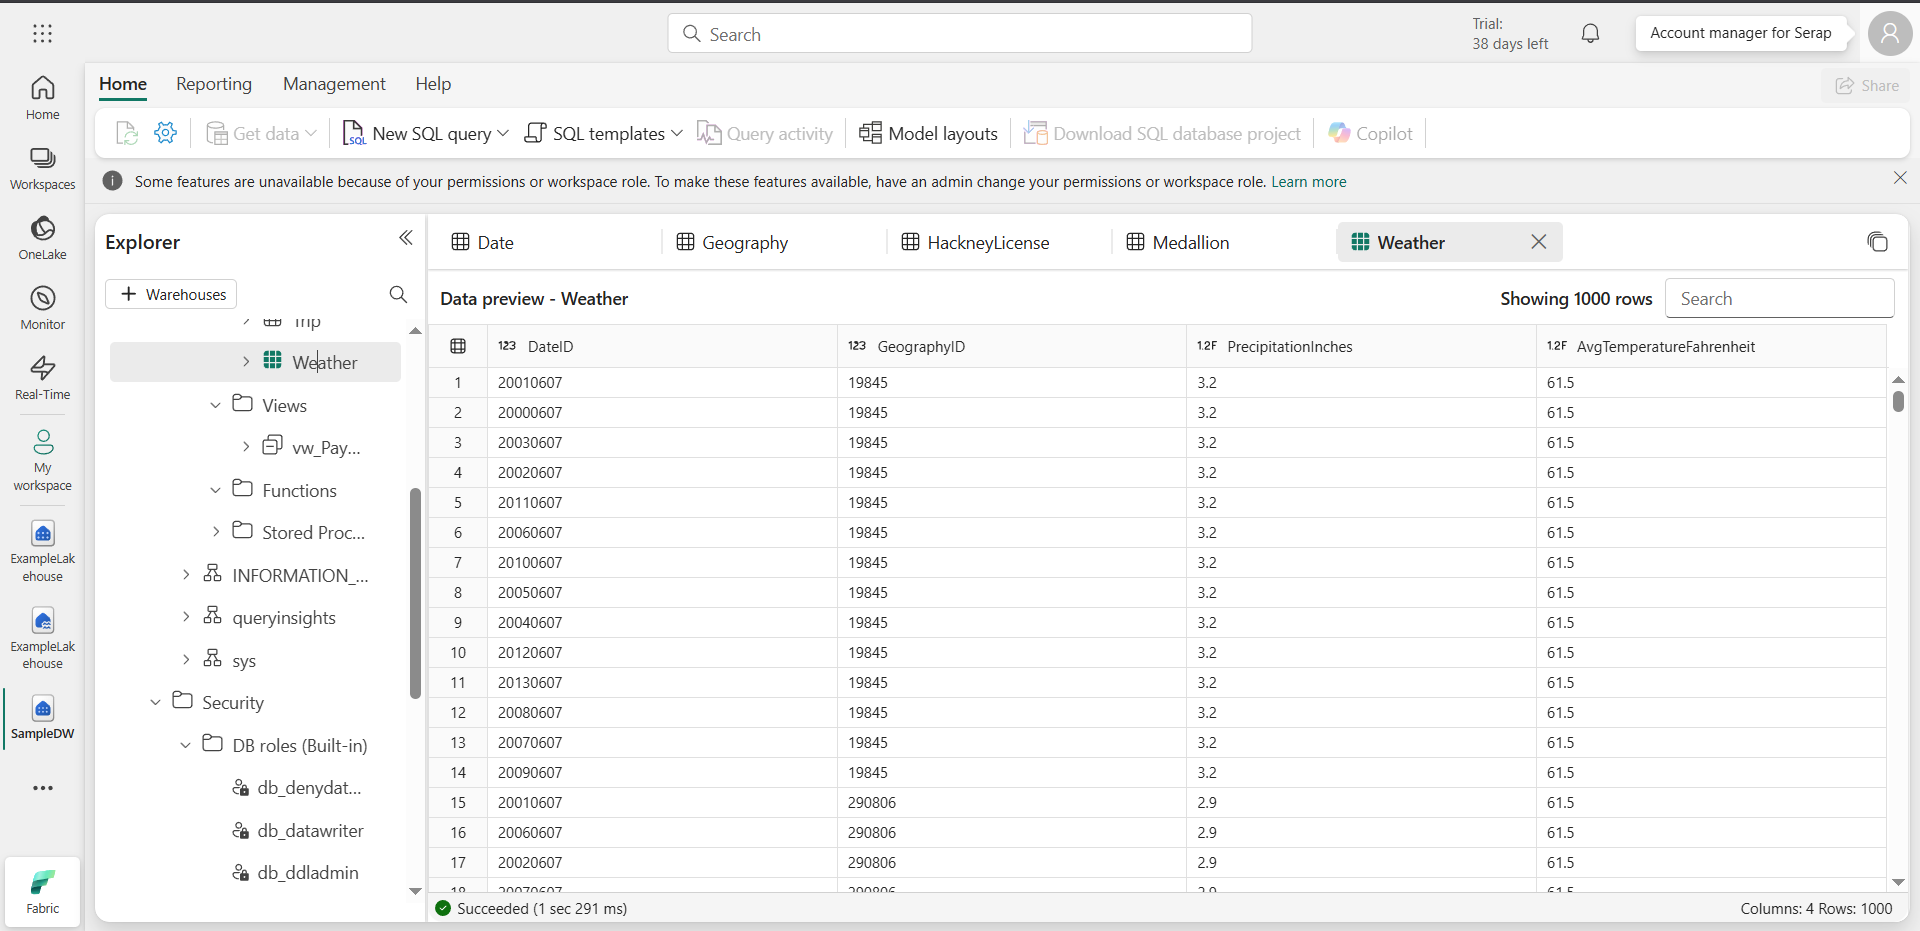 Search
Trial:
38 days left
Account manager for Serap
Home
Reporting
Management
Help
Share
Get data
New SQL query
SQL
SQL templates
Query activity
Model layouts
Download SQL database project
Copilot
Some features are unavailable because of your permissions or workspace role. To make these features available, have an admin change your permissions or workspace role. Learn more
Home
Workspaces
OneLake
Monitor
Real-Time
My
workspace
ExampleLak
ehouse
ExampleLak
ehouse
SampleDW
Fabric
Explorer
Warehouses
Trip
Weather
Views
vw_Pay...
Functions
Stored Proc...
INFORMATION_...
queryinsights
sys
Security
DB roles (Built-in)
db_denydat...
db_datawriter
db_ddladmin
Date
Geography
HackneyLicense
Medallion
Weather
Data preview - Weather
Showing 1000 rows
Search
123 DateID 123 GeographyID 1.2F PrecipitationInches 1.2F AvgTemperatureFahrenheit
1 20010607 19845 3.2 61.5
2 20000607 19845 3.2 61.5
3 20030607 19845 3.2 61.5
4 20020607 19845 3.2 61.5
5 20110607 19845 3.2 61.5
6 20060607 19845 3.2 61.5
7 20100607 19845 3.2 61.5
8 20050607 19845 3.2 61.5
9 20040607 19845 3.2 61.5
10 20120607 19845 3.2 61.5
11 20130607 19845 3.2 61.5
12 20080607 19845 3.2 61.5
13 20070607 19845 3.2 61.5
14 20090607 19845 3.2 61.5
15 20010607 290806 2.9 61.5
16 20060607 290806 2.9 61.5
17 20020607 290806 2.9 61.5
18 20070607 290806 2.9 61.5
Succeeded (1 sec 291 ms)
Columns: 4 Rows: 1000